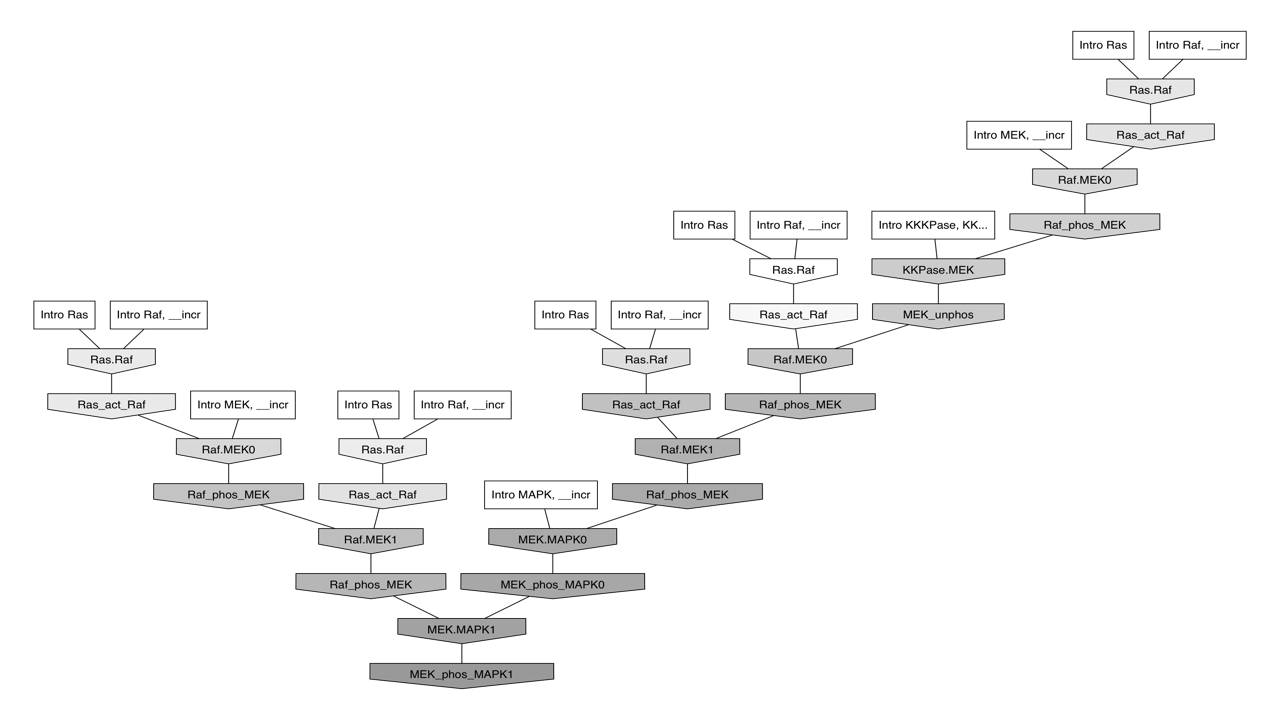 Intro Ras
Intro Raf, __incr
Ras.Raf
Intro MEK, __incr
Ras_act_Raf
Raf.MEK0
Intro Ras
Intro Raf, __incr
Intro KKKPase, KK...
Raf_phos_MEK
Ras.Raf
KKPase.MEK
Intro Ras
Intro Raf, __incr
Intro Ras
Intro Raf, __incr
Ras_act_Raf
MEK_unphos
Ras.Raf
Ras.Raf
Raf.MEK0
Ras_act_Raf
Intro MEK, __incr
Intro Ras
Intro Raf, __incr
Ras_act_Raf
Raf_phos_MEK
Raf.MEK0
Ras.Raf
Raf.MEK1
Raf_phos_MEK
Ras_act_Raf
Intro MAPK, __incr
Raf_phos_MEK
Raf.MEK1
MEK.MAPK0
Raf_phos_MEK
MEK_phos_MAPK0
MEK.MAPK1
MEK_phos_MAPK1